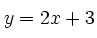 y = 2x + 3